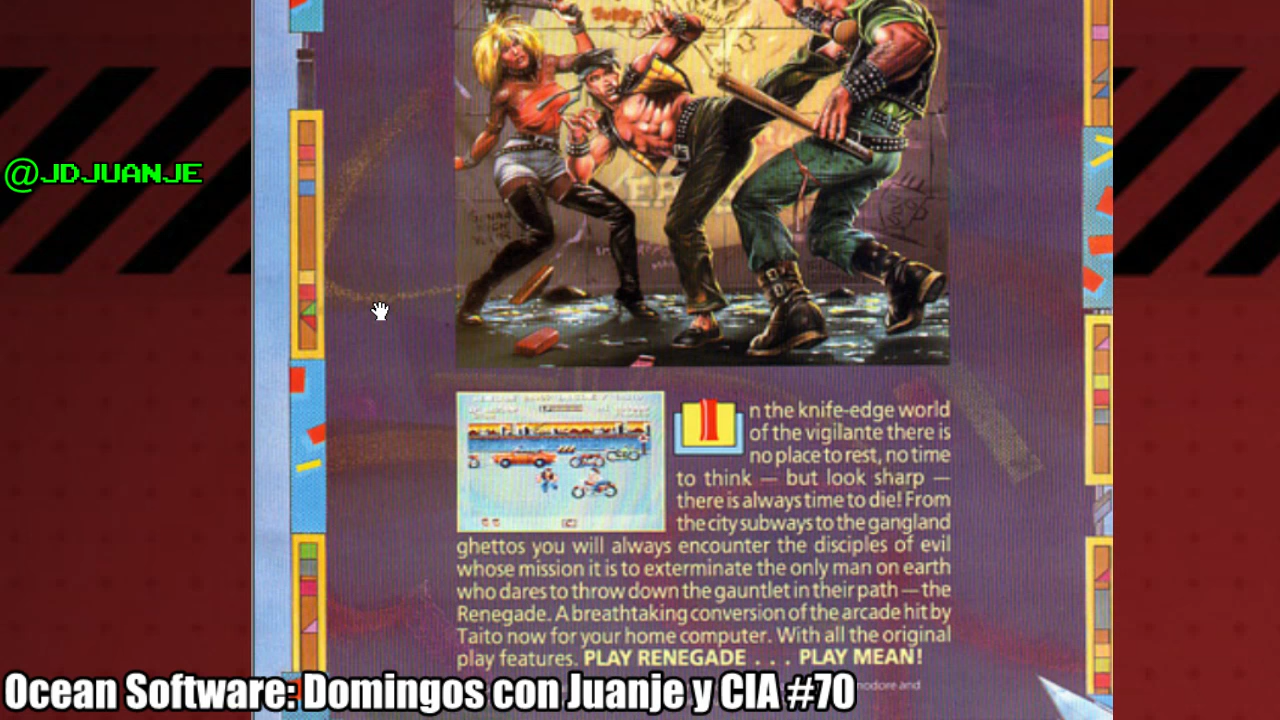 @JDJUANJE
In the knife-edge world
of the vigilante there is
no place to rest, no time
to think — but look sharp —
there is always time to die! From
the city subways to the gangland
ghettos you will always encounter the disciples of evil
whose mission it is to exterminate the only man on earth
who dares to throw down the gauntlet in their path — the
Renegade. A breathtaking conversion of the arcade hit by
Taito now for your home computer. With all the original
play features. PLAY RENEGADE . . . PLAY MEAN!
and
Ocean Software: Domingos con Juanje y CIA #70